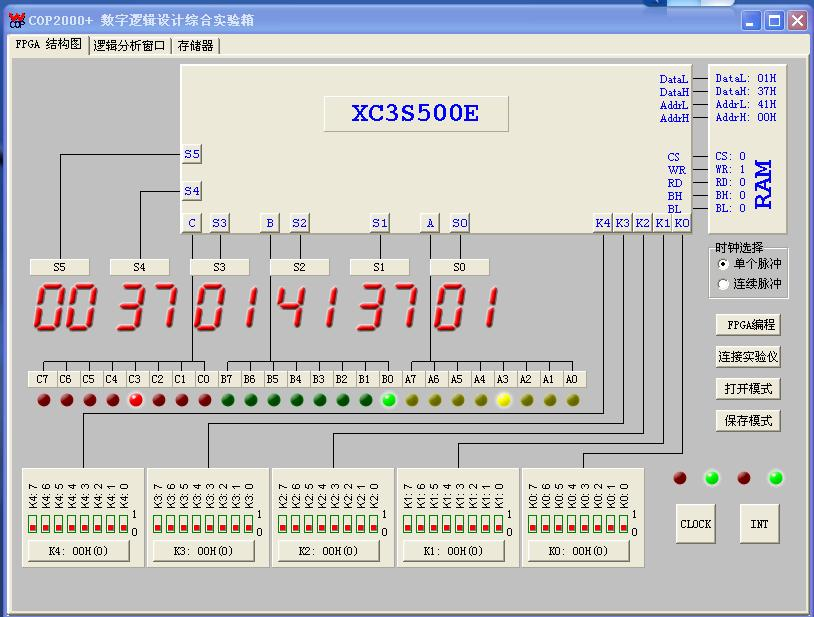 COP COP2000+ 数字逻辑设计综合实验箱
FPGA 结构图 逻辑分析窗口 存储器
XC3S500E
DataL DataL: 01H
DataH DataH: 37H
AddrL AddrL: 41H
AddrH AddrH: 00H
S5
CS CS: 0
WR WR: 1
RD RD: 0
BH BH: 0
BL BL: 0
RAM
S4
C S3 B S2 S1 A S0 K4 K3 K2 K1 K0
时钟选择
单个脉冲
连续脉冲
S5 S4 S3 S2 S1 S0
00 37 01 41 37 01
FPGA编程
连接实验仪
打开模式
保存模式
C7 C6 C5 C4 C3 C2 C1 C0 B7 B6 B5 B4 B3 B2 B1 B0 A7 A6 A5 A4 A3 A2 A1 A0
K4:7 K4:6 K4:5 K4:4 K4:3 K4:2 K4:1 K4:0
1
0
K4: 00H(0)
K3:7 K3:6 K3:5 K3:4 K3:3 K3:2 K3:1 K3:0
1
0
K3: 00H(0)
K2:7 K2:6 K2:5 K2:4 K2:3 K2:2 K2:1 K2:0
1
0
K2: 00H(0)
K1:7 K1:6 K1:5 K1:4 K1:3 K1:2 K1:1 K1:0
1
0
K1: 00H(0)
K0:7 K0:6 K0:5 K0:4 K0:3 K0:2 K0:1 K0:0
1
0
K0: 00H(0)
CLOCK INT